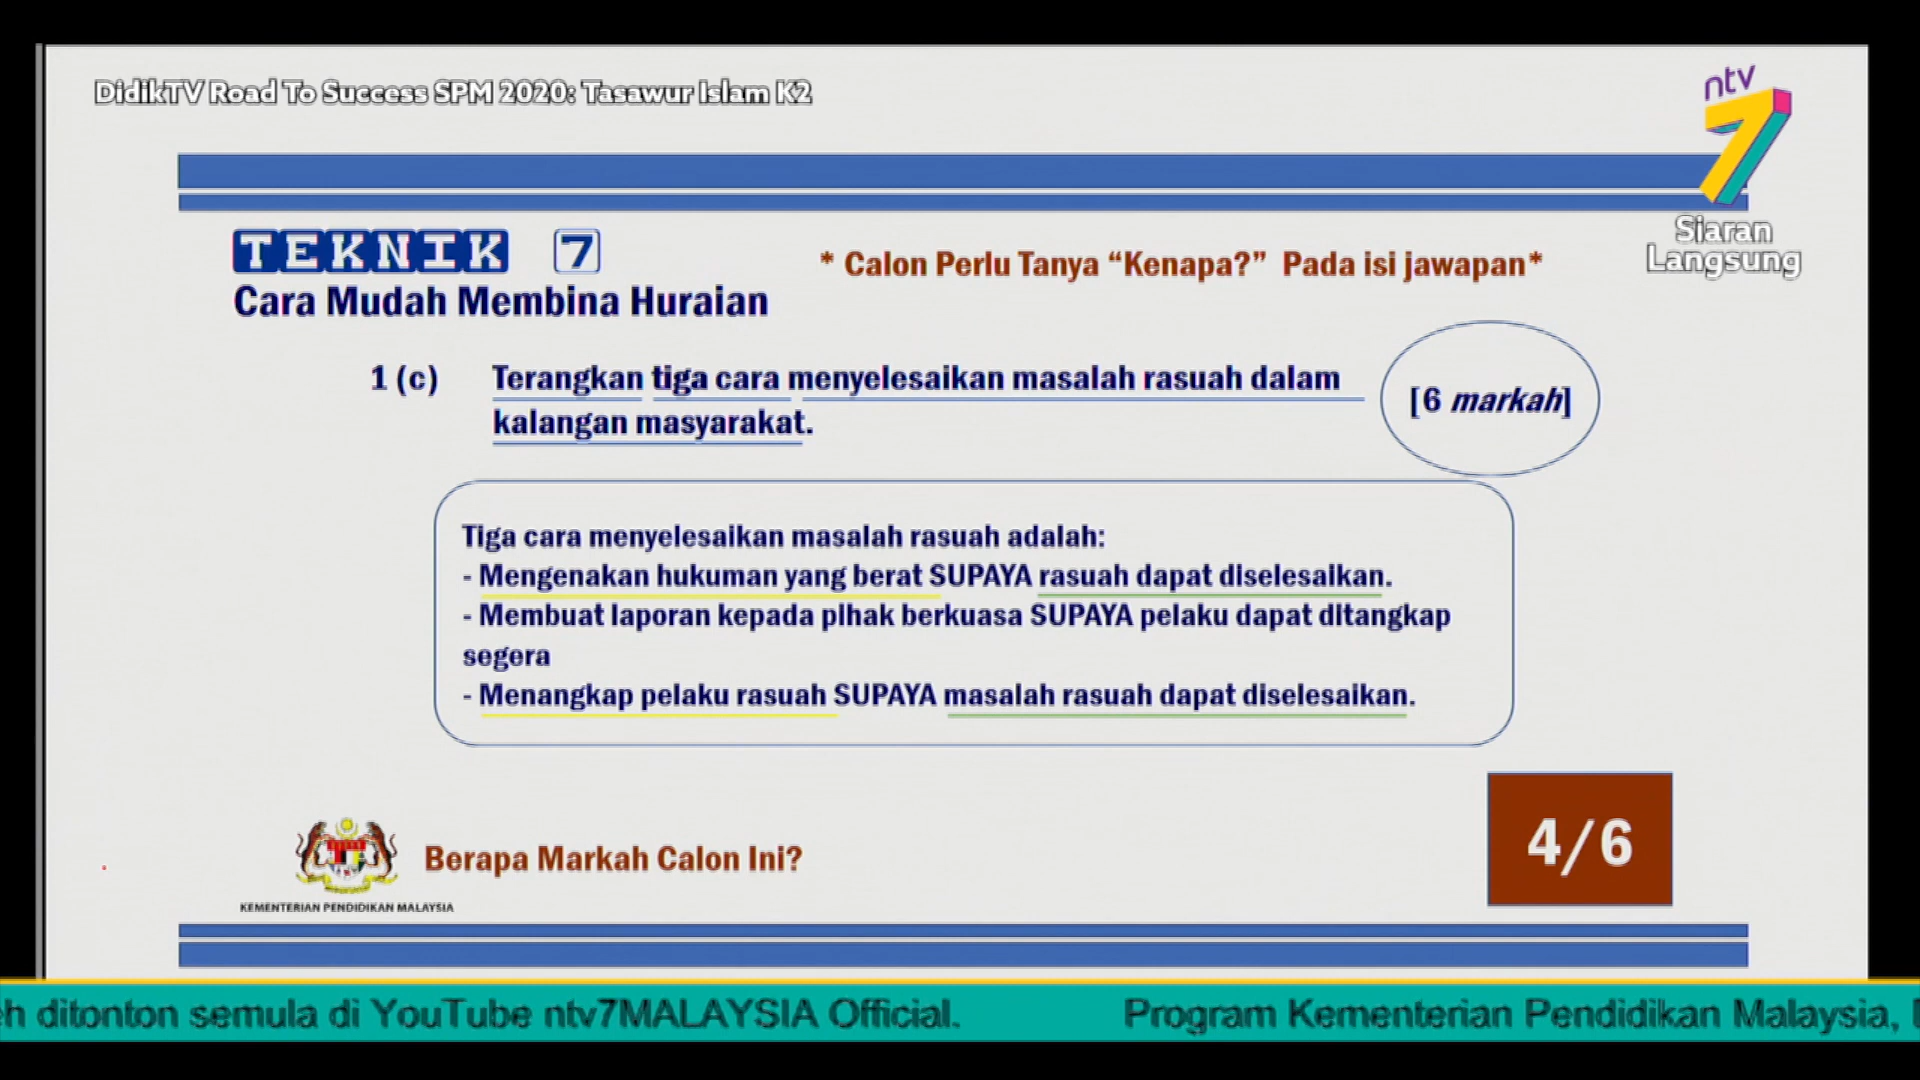 DidikTV Road To Success SPM 2020: Tasawur Islam K2
ntv
7
Siaran
Langsung
TEKNIK 7
* Calon Perlu Tanya “Kenapa?” Pada isi jawapan*
Cara Mudah Membina Huraian
1 (c) Terangkan tiga cara menyelesaikan masalah rasuah dalam
kalangan masyarakat.
[6 markah]
Tiga cara menyelesaikan masalah rasuah adalah:
- Mengenakan hukuman yang berat SUPAYA rasuah dapat diselesaikan.
- Membuat laporan kepada pihak berkuasa SUPAYA pelaku dapat ditangkap
segera
- Menangkap pelaku rasuah SUPAYA masalah rasuah dapat diselesaikan.
4/6
Berapa Markah Calon Ini?
KEMENTERIAN PENDIDIKAN MALAYSIA
ditonton semula di YouTube ntv7MALAYSIA Official. Program Kementerian Pendidikan Malaysia,